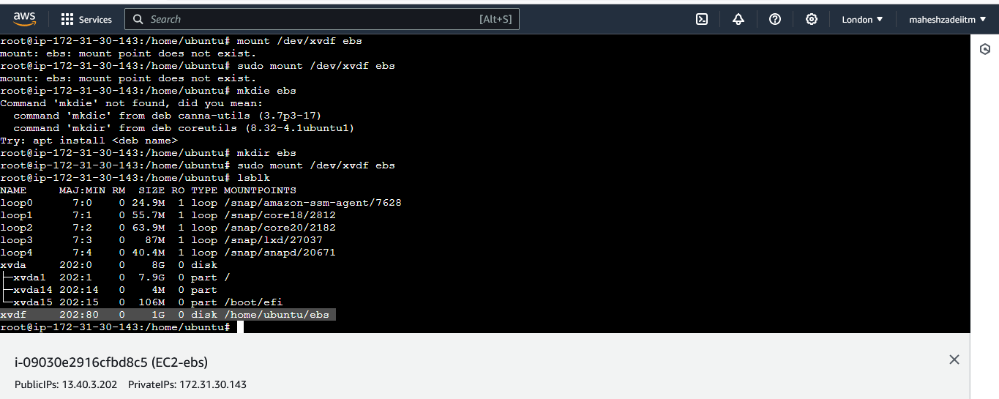 aws Services Search [Alt+S] London maheshzadeiitm
root@ip-172-31-30-143:/home/ubuntu# mount /dev/xvdf ebs
mount: ebs: mount point does not exist.
root@ip-172-31-30-143:/home/ubuntu# sudo mount /dev/xvdf ebs
mount: ebs: mount point does not exist.
root@ip-172-31-30-143:/home/ubuntu# mkdie ebs
Command 'mkdie' not found, did you mean:
  command 'mkdic' from deb canna-utils (3.7p3-17)
  command 'mkdir' from deb coreutils (8.32-4.1ubuntu1)
Try: apt install <deb name>
root@ip-172-31-30-143:/home/ubuntu# mkdir ebs
root@ip-172-31-30-143:/home/ubuntu# sudo mount /dev/xvdf ebs
root@ip-172-31-30-143:/home/ubuntu# lsblk
NAME     MAJ:MIN RM  SIZE RO TYPE MOUNTPOINTS
loop0      7:0    0 24.9M  1 loop /snap/amazon-ssm-agent/7628
loop1      7:1    0 55.7M  1 loop /snap/core18/2812
loop2      7:2    0 63.9M  1 loop /snap/core20/2182
loop3      7:3    0   87M  1 loop /snap/lxd/27037
loop4      7:4    0 40.4M  1 loop /snap/snapd/20671
xvda     202:0    0    8G  0 disk
├─xvda1  202:1    0  7.9G  0 part /
├─xvda14 202:14   0    4M  0 part
└─xvda15 202:15   0  106M  0 part /boot/efi
xvdf     202:80   0    1G  0 disk /home/ubuntu/ebs
root@ip-172-31-30-143:/home/ubuntu#
i-09030e2916cfbd8c5 (EC2-ebs)
PublicIPs: 13.40.3.202 PrivateIPs: 172.31.30.143